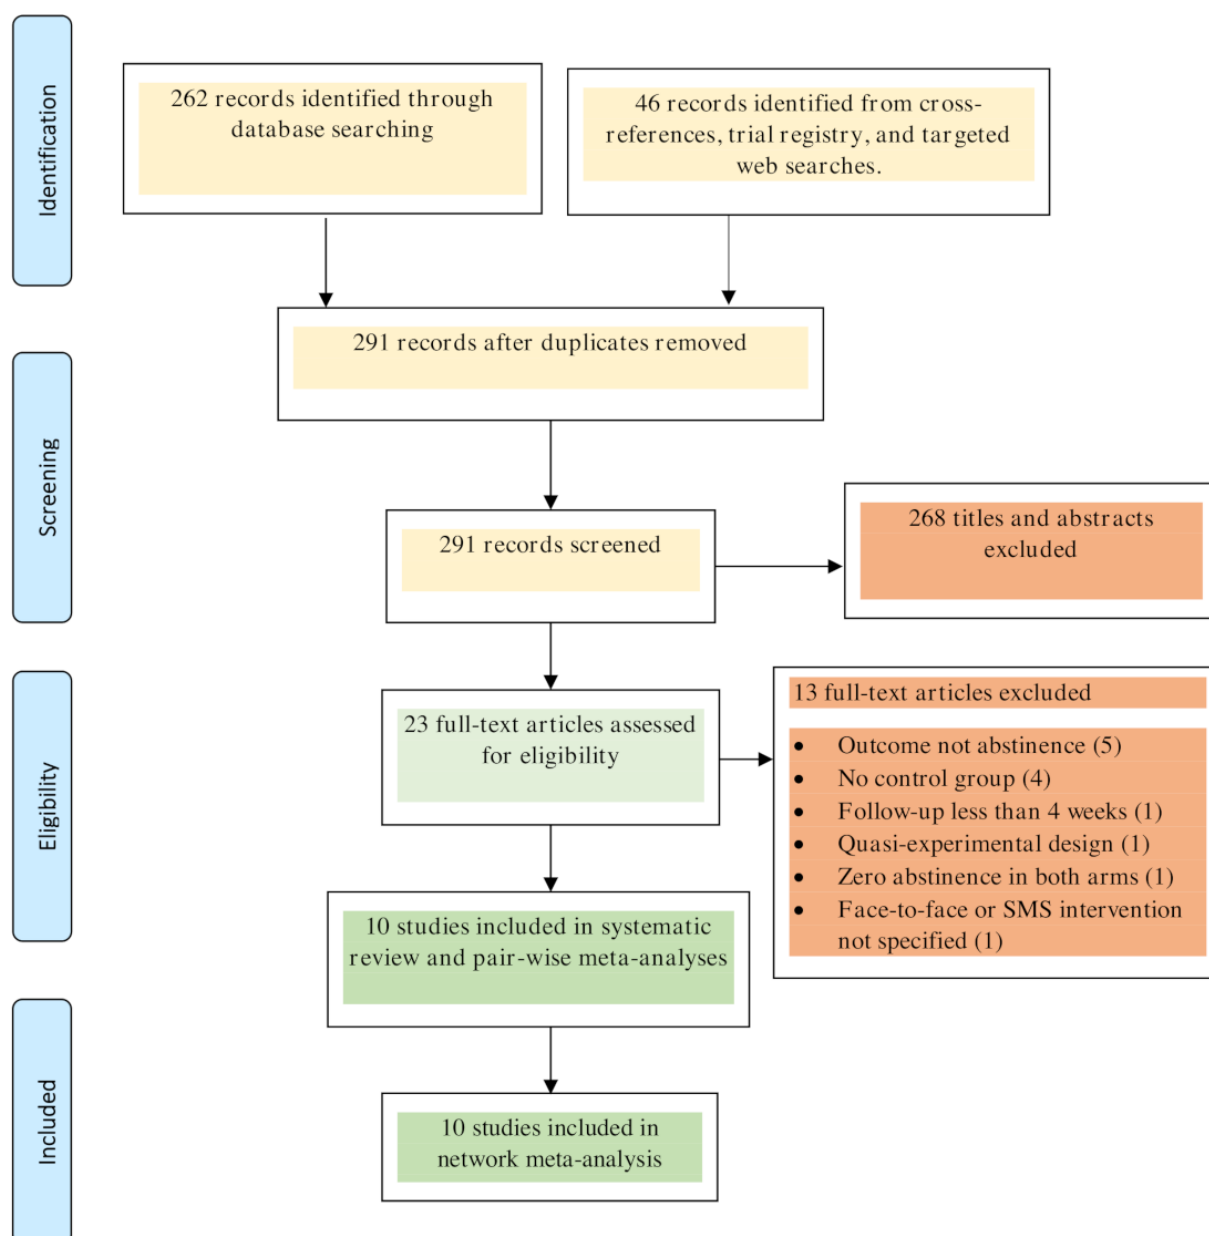 Identification
262 records identified through
database searching
46 records identified from cross-
references, trial registry, and targeted
web searches.
291 records after duplicates removed
Screening
291 records screened
268 titles and abstracts
excluded
Eligibility
23 full-text articles assessed
for eligibility
13 full-text articles excluded
• Outcome not abstinence (5)
• No control group (4)
• Follow-up less than 4 weeks (1)
• Quasi-experimental design (1)
• Zero abstinence in both arms (1)
• Face-to-face or SMS intervention
not specified (1)
10 studies included in systematic
review and pair-wise meta-analyses
Included
10 studies included in
network meta-analysis